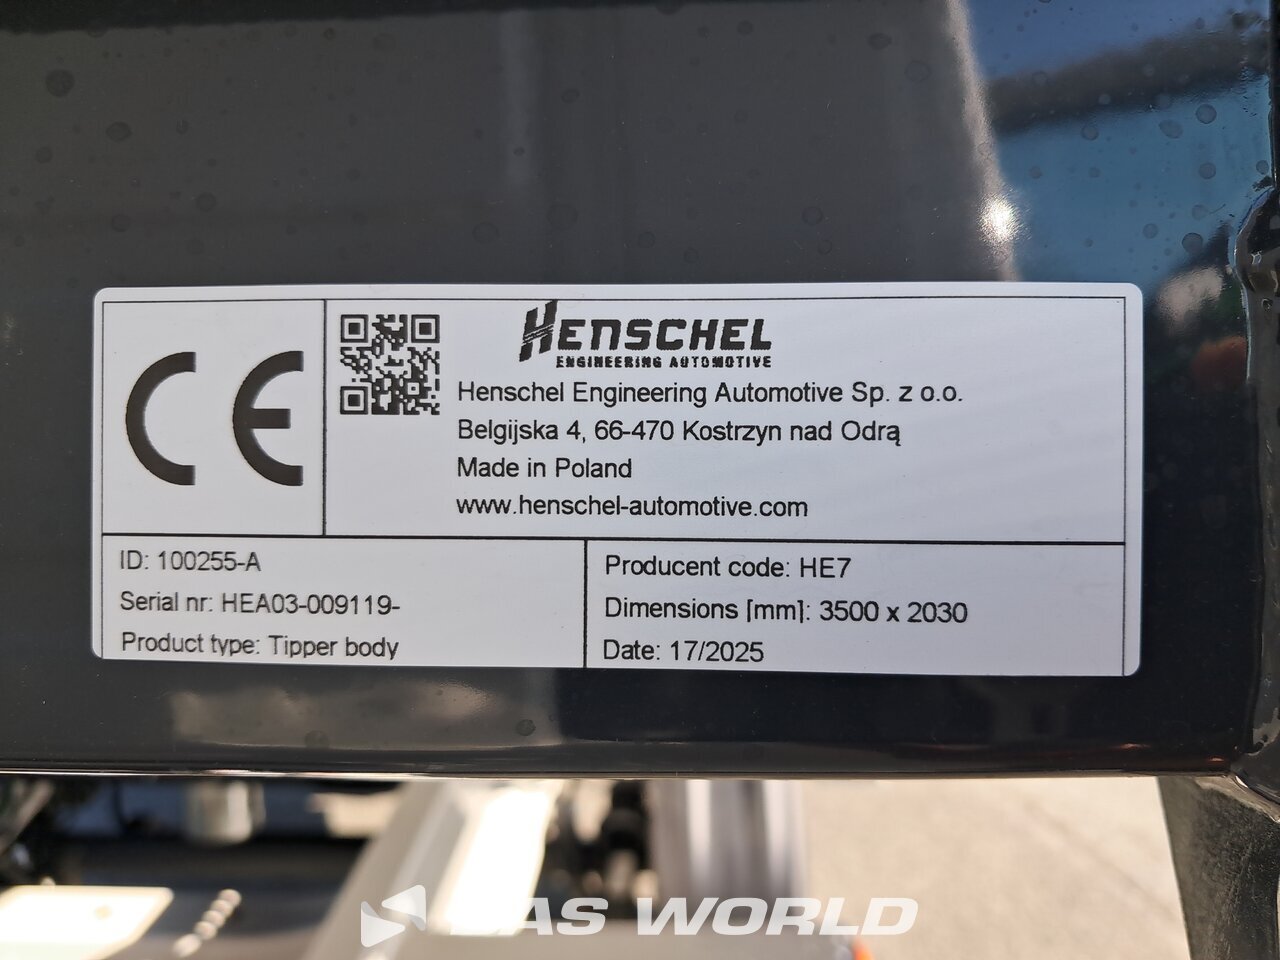 CE
HENSCHEL
ENGINEERING AUTOMOTIVE
Henschel Engineering Automotive Sp. z o.o.
Belgijska 4, 66-470 Kostrzyn nad Odrą
Made in Poland
www.henschel-automotive.com
ID: 100255-A
Serial nr: HEA03-009119-
Product type: Tipper body
Producent code: HE7
Dimensions [mm]: 3500 x 2030
Date: 17/2025
BAS WORLD